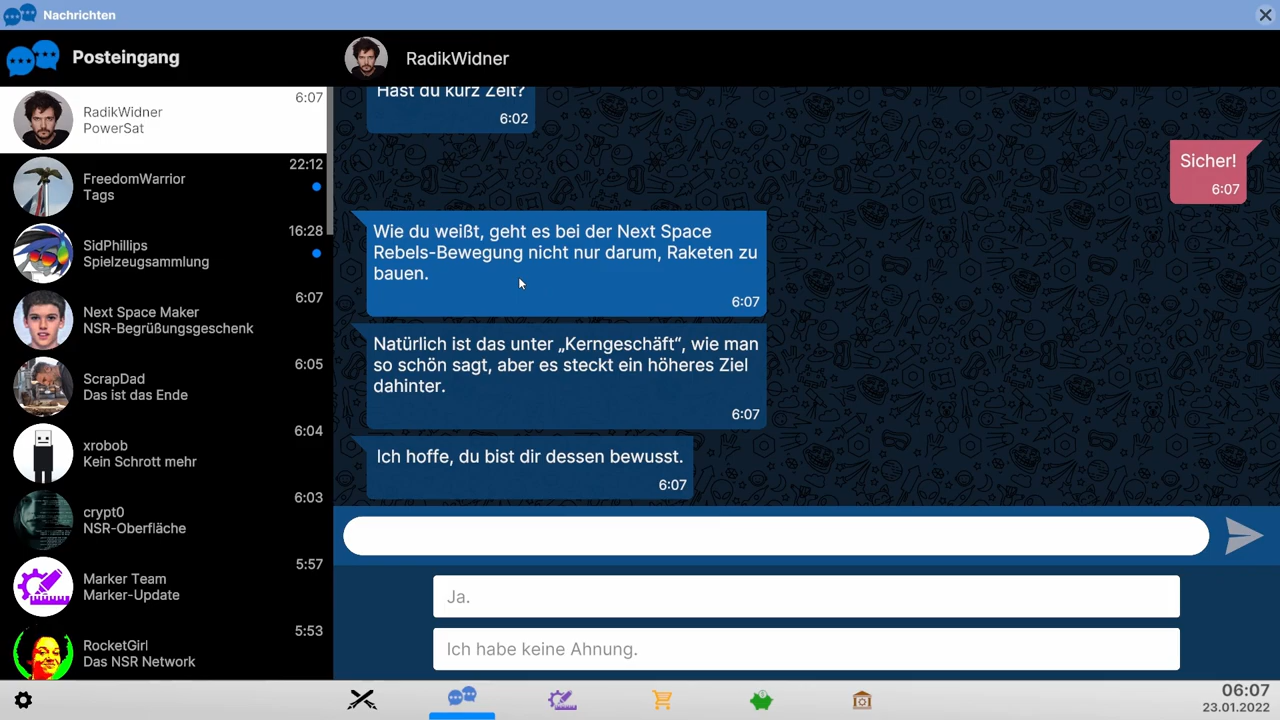 Nachrichten
Posteingang
RadikWidner
6:07
PowerSat
22:12
FreedomWarrior
Tags
16:28
SidPhillips
Spielzeugsammlung
6:07
Next Space Maker
NSR-Begrüßungsgeschenk
6:05
ScrapDad
Das ist das Ende
6:04
xrobob
Kein Schrott mehr
6:03
crypt0
NSR-Oberfläche
5:57
Marker Team
Marker-Update
5:53
RocketGirl
Das NSR Network
RadikWidner
Hast du kurz Zeit?
6:02
Sicher!
6:07
Wie du weißt, geht es bei der Next Space
Rebels-Bewegung nicht nur darum, Raketen zu
bauen.
6:07
Natürlich ist das unter „Kerngeschäft“, wie man
so schön sagt, aber es steckt ein höheres Ziel
dahinter.
6:07
Ich hoffe, du bist dir dessen bewusst.
6:07
Ja.
Ich habe keine Ahnung.
06:07
23.01.2022